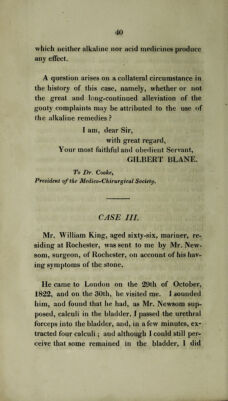 40
which neither alkaline nor acid medicines produce
any effect.
A question arises on a collateral circumstance in
the history of this case, namely, whether or not
the great and long-continued alleviation of the
gouty complaints may be attributed to the use of
the alkaline remedies ?
I am, dear Sir,
with great regard,
Your most faithful and obedient Servant,
GILBERT BLANE.
To Dr. Cooke,
President of the Medico-Chirurgical Society.
CASE III.
Mr. William King, aged sixty-six, mariner, re-
siding at Rochester, was sent to me by Mr. New-
som, surgeon, of Rochester, on account of his hav-
ing symptoms of the stone.
He came to London on the 29th of October,
1822, and on the 30th, he visited me. I sounded
him, and found that he had, as Mr. Newsom sup-
posed, calculi in the bladder. I passed the urethral
forceps into the bladder, and, in a few minutes, ex-
tracted four calculi ; and although I could still per-
ceive that some remained in the bladder, I did